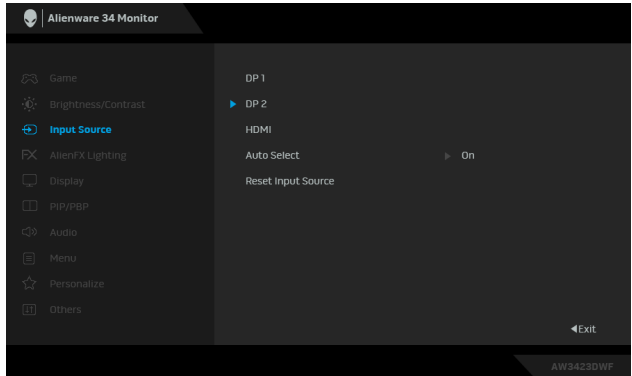 Alienware 34 Monitor
Game
Brightness/Contrast
Input Source
AlienFX Lighting
Display
PIP/PBP
Audio
Menu
Personalize
Others
DP 1
DP 2
HDMI
Auto Select On
Reset Input Source
Exit
AW3423DWF